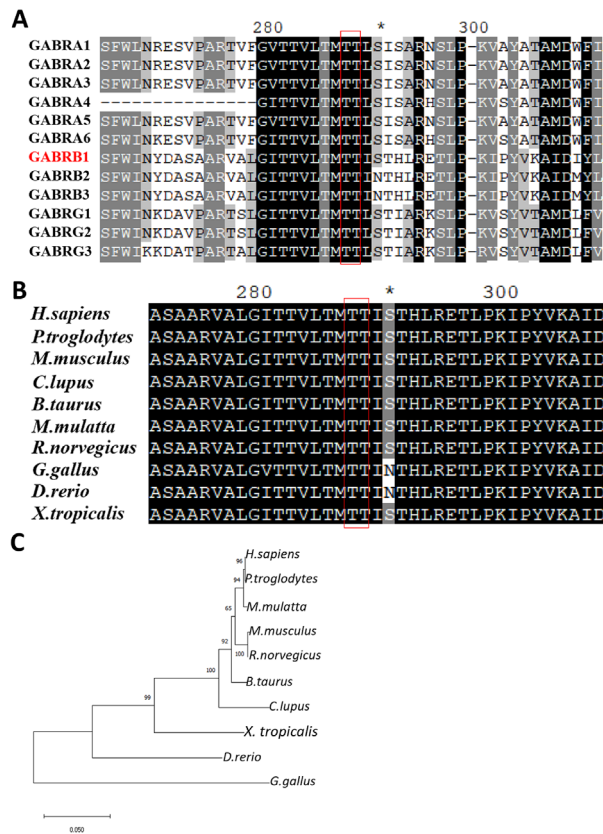 A
280 * 300
GABRA1 SFWLNRESVPARTVFGVTTVLTMTTLSISARNSLP-KVAYATAMDWFI
GABRA2 SFWLNRESVPARTVFGVTTVLTMTTLSISARNSLP-KVAYATAMDWFI
GABRA3 SFWLNRESVPARTVFGVTTVLTMTTLSISARNSLP-KVAYATAMDWFI
GABRA4 ---------------GITTVLTMTTLSISARHSLP-KVSYATAMDWFI
GABRA5 SFWLNRESVPARTVFGITTVLTMTTLSISARNSLP-KVAYATAMDWFI
GABRA6 SFWINKESVPARTVFGITTVLTMTTLSISARHSLP-KVSYATAMDWFI
GABRB1 SFWINYDASAARVALGITTVLTMTTISTHLRETLP-KIPYVKAIDIYL
GABRB2 SFWINYDASAARVALGITTVLTMTTINTHLRETLP-KIPYVKAIDMYL
GABRB3 SFWINYDASAARVALGITTVLTMTTINTHLRETLP-KIPYVKAIDMYL
GABRG1 SFWINKDAVPARTSLGITTVLTMTTLSTIARKSLP-KVSYVTAMDLFV
GABRG2 SFWINKDAVPARTSLGITTVLTMTTLSTIARKSLP-KVSYVTAMDLFV
GABRG3 SFWIKKDATPARTALGITTVLTMTTLSTIARKSLP-RVSYVTAMDLFV
B
280 * 300
H.sapiens ASAARVALGITTVLTMTTISTHLRETLPKIPYVKAID
P.troglodytes ASAARVALGITTVLTMTTISTHLRETLPKIPYVKAID
M.musculus ASAARVALGITTVLTMTTISTHLRETLPKIPYVKAID
C.lupus ASAARVALGITTVLTMTTISTHLRETLPKIPYVKAID
B.taurus ASAARVALGITTVLTMTTISTHLRETLPKIPYVKAID
M.mulatta ASAARVALGITTVLTMTTISTHLRETLPKIPYVKAID
R.norvegicus ASAARVALGITTVLTMTTISTHLRETLPKIPYVKAID
G.gallus ASAARVALGVTTVLTMTTINTHLRETLPKIPYVKAID
D.rerio ASAARVALGITTVLTMTTINTHLRETLPKIPYVKAID
X.tropicalis ASAARVALGITTVLTMTTISTHLRETLPKIPYVKAID
C
H.sapiens
96
P.troglodytes
94
M.mulatta
65
M.musculus
92
100
R.norvegicus
100
B.taurus
99
C.lupus
X. tropicalis
D.rerio
G.gallus
0.050